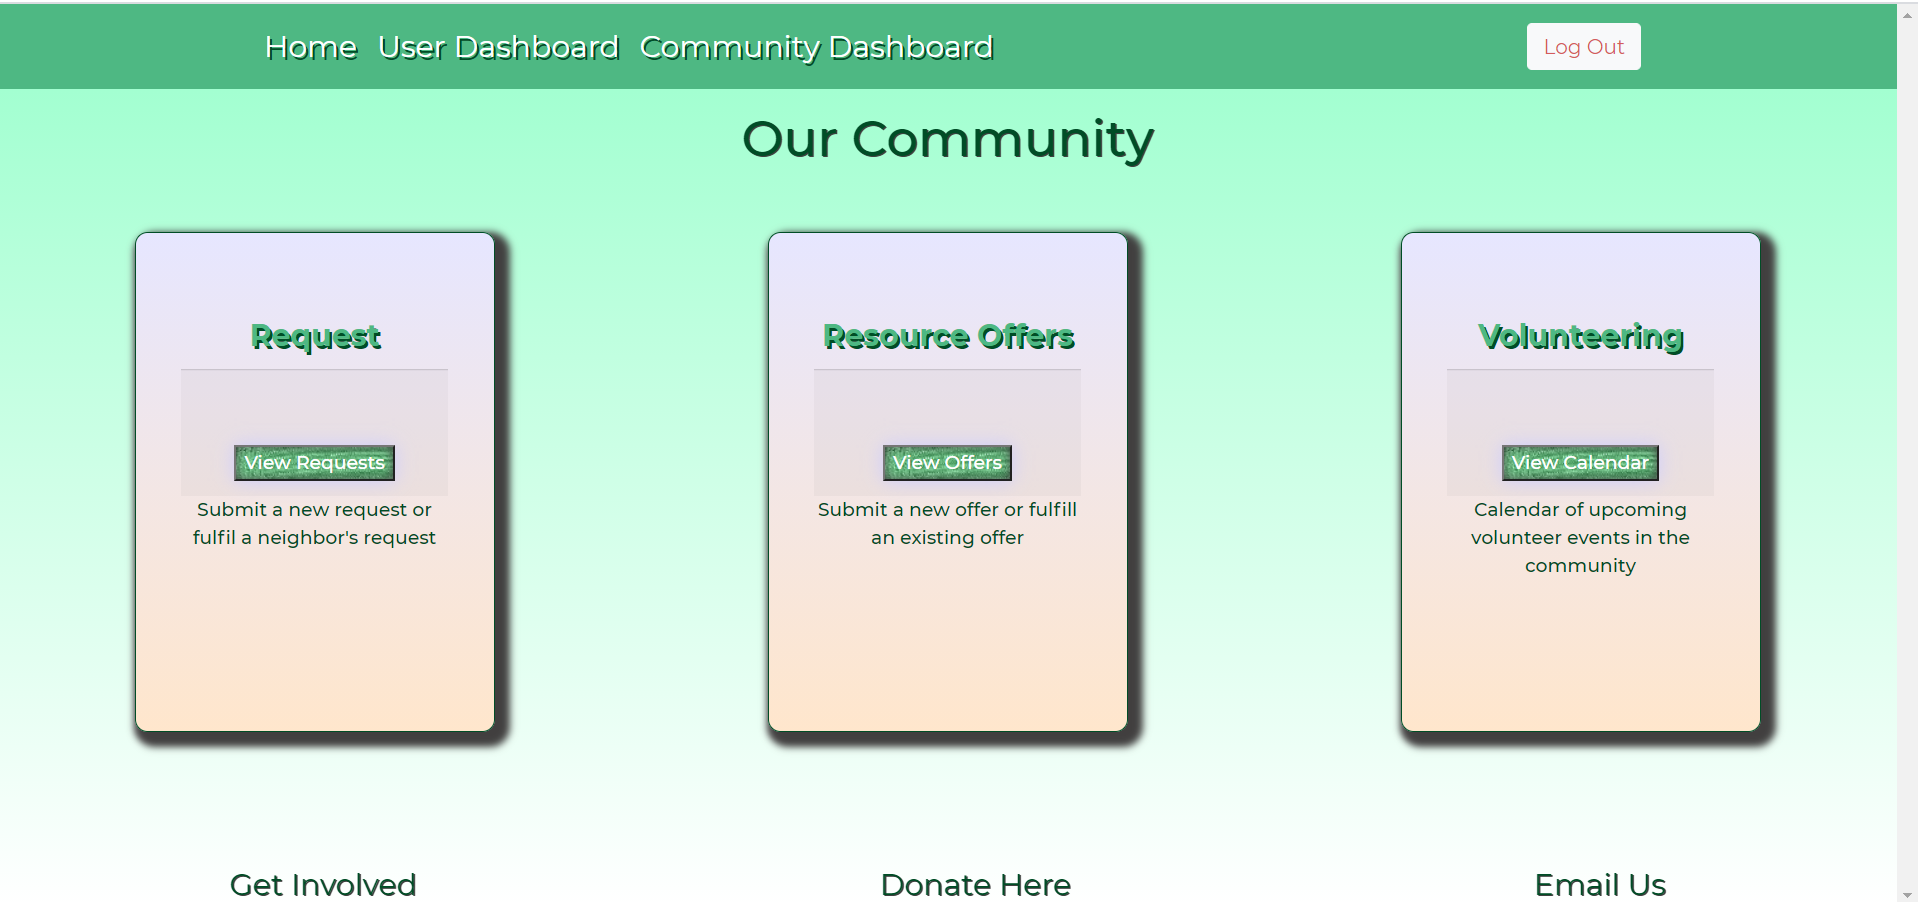 Home User Dashboard Community Dashboard Log Out
Our Community
Request
View Requests
Submit a new request or
fulfil a neighbor's request
Resource Offers
View Offers
Submit a new offer or fulfill
an existing offer
Volunteering
View Calendar
Calendar of upcoming
volunteer events in the
community
Get Involved
Donate Here
Email Us